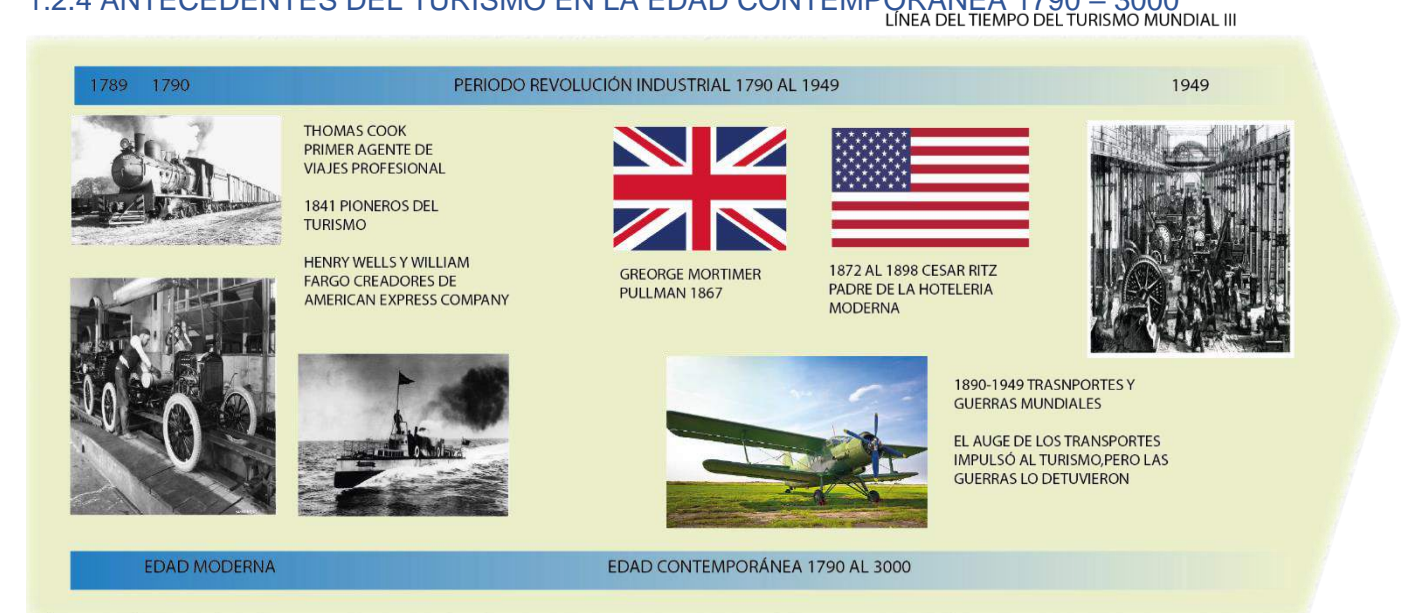 1.2.4 ANTECEDENTES DEL TURISMO EN LA EDAD CONTEMPORÁNEA 1790 – 3000
LÍNEA DEL TIEMPO DEL TURISMO MUNDIAL III
1789 1790 PERIODO REVOLUCIÓN INDUSTRIAL 1790 AL 1949 1949
THOMAS COOK
PRIMER AGENTE DE
VIAJES PROFESIONAL
1841 PIONEROS DEL
TURISMO
HENRY WELLS Y WILLIAM
FARGO CREADORES DE
AMERICAN EXPRESS COMPANY
GREORGE MORTIMER
PULLMAN 1867
1872 AL 1898 CESAR RITZ
PADRE DE LA HOTELERIA
MODERNA
1890-1949 TRASNPORTES Y
GUERRAS MUNDIALES
EL AUGE DE LOS TRANSPORTES
IMPULSÓ AL TURISMO,PERO LAS
GUERRAS LO DETUVIERON
EDAD MODERNA EDAD CONTEMPORÁNEA 1790 AL 3000